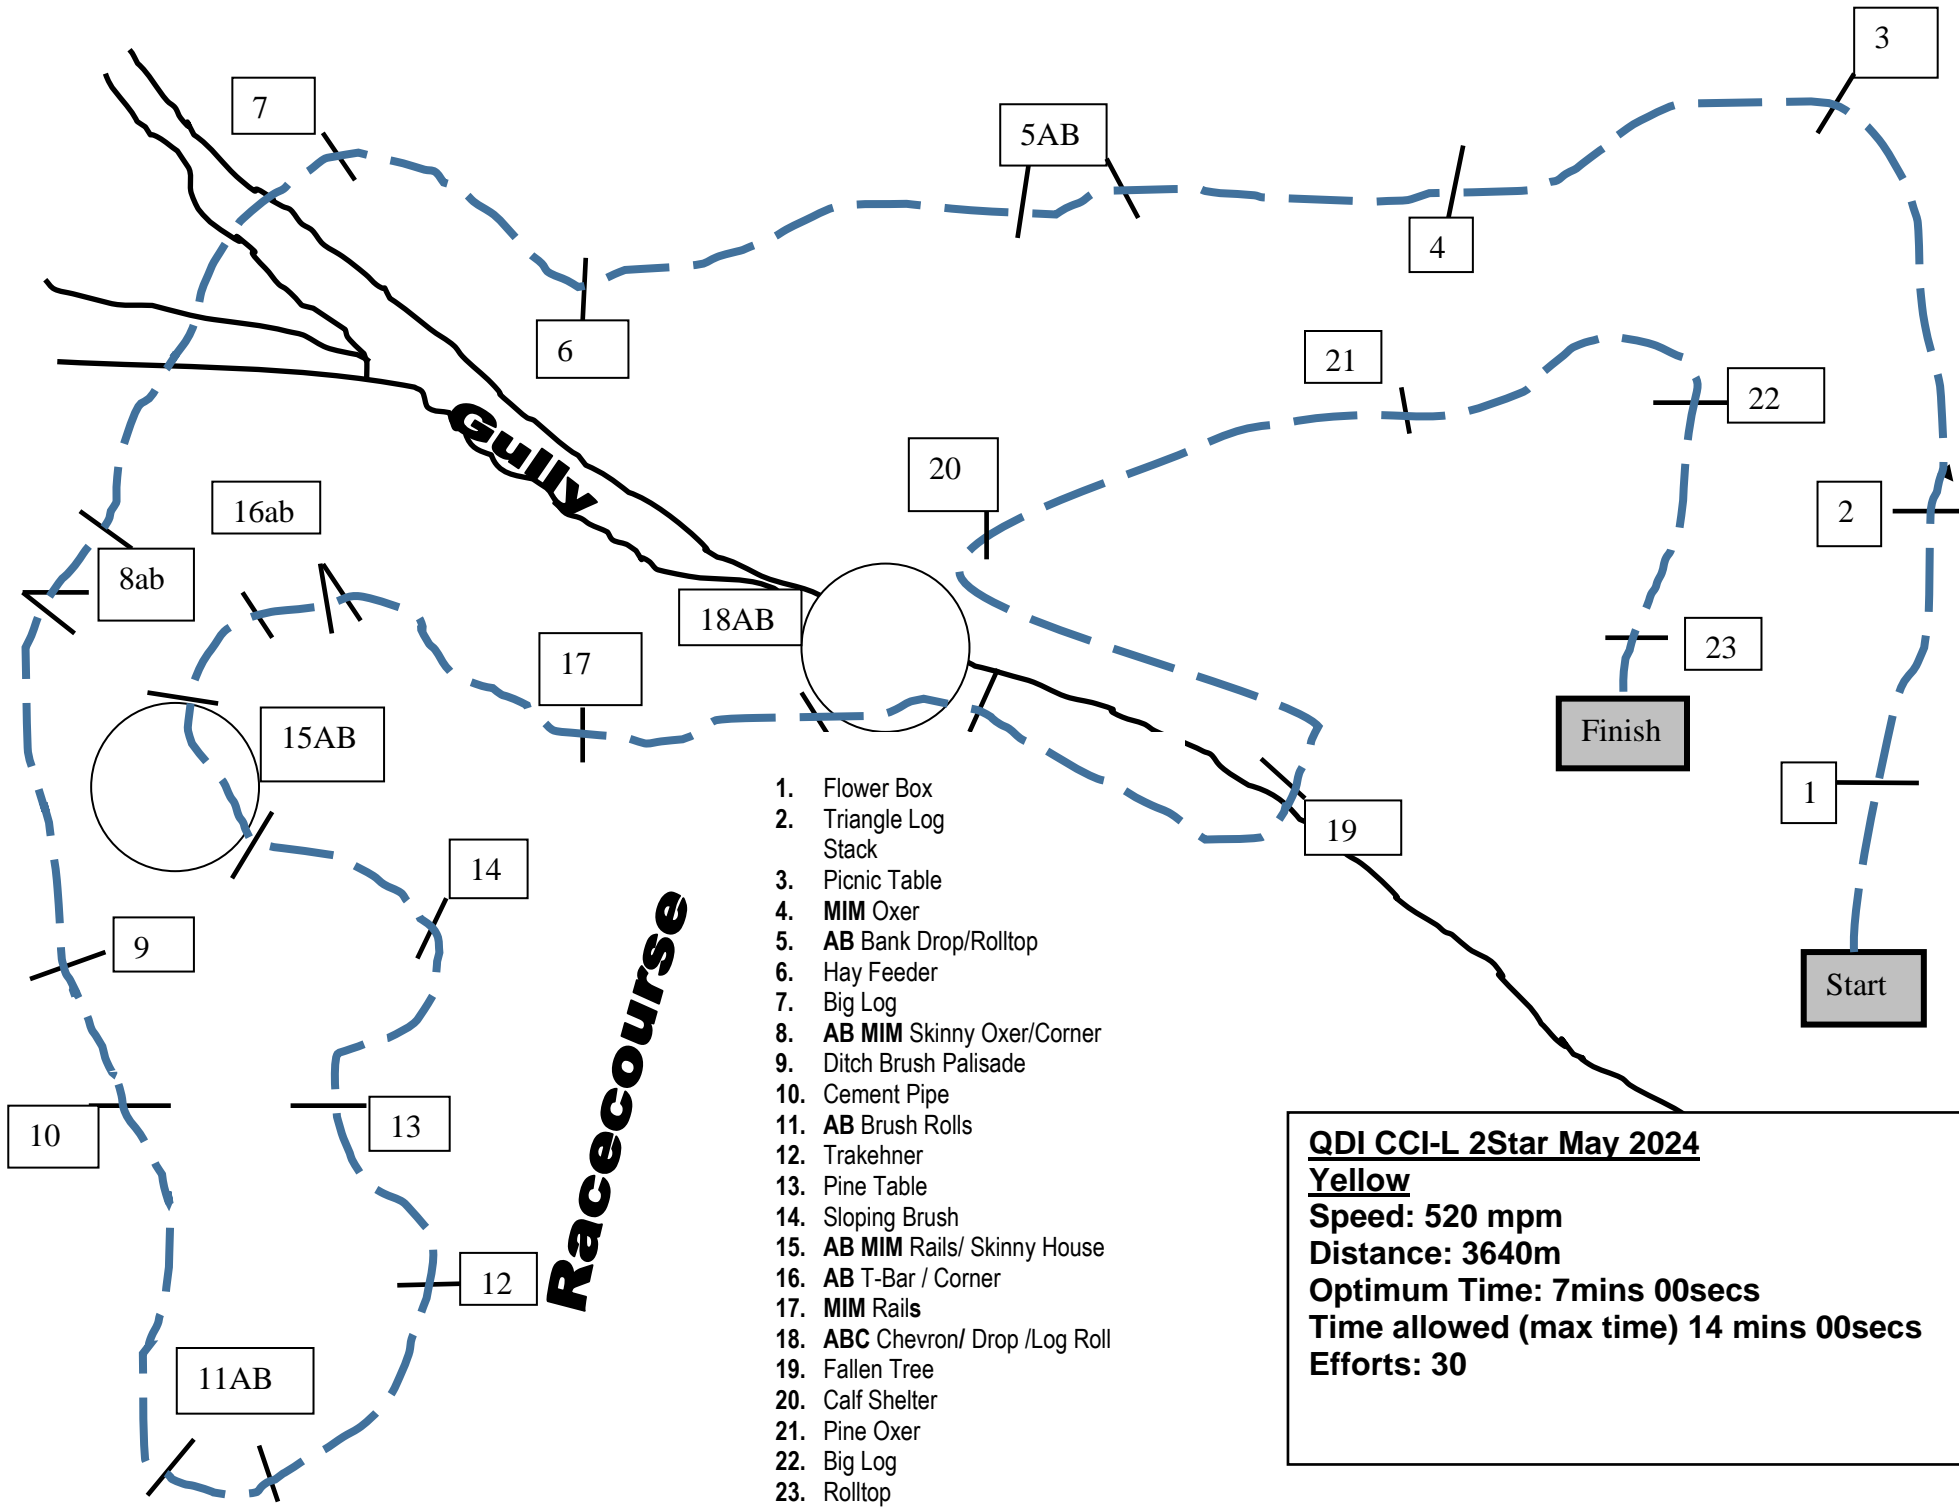 3
7
5AB
4
6
21
22
20
2
16ab
8ab
Gully
18AB
17
23
15AB
Finish
1
19
14
9
Start
10
13
12
11AB
Racecourse
1. Flower Box
2. Triangle Log
Stack
3. Picnic Table
4. MIM Oxer
5. AB Bank Drop/Rolltop
6. Hay Feeder
7. Big Log
8. AB MIM Skinny Oxer/Corner
9. Ditch Brush Palisade
10. Cement Pipe
11. AB Brush Rolls
12. Trakehner
13. Pine Table
14. Sloping Brush
15. AB MIM Rails/ Skinny House
16. AB T-Bar / Corner
17. MIM Rails
18. ABC Chevron/ Drop /Log Roll
19. Fallen Tree
20. Calf Shelter
21. Pine Oxer
22. Big Log
23. Rolltop
QDI CCI-L 2Star May 2024
Yellow
Speed: 520 mpm
Distance: 3640m
Optimum Time: 7mins 00secs
Time allowed (max time) 14 mins 00secs
Efforts: 30